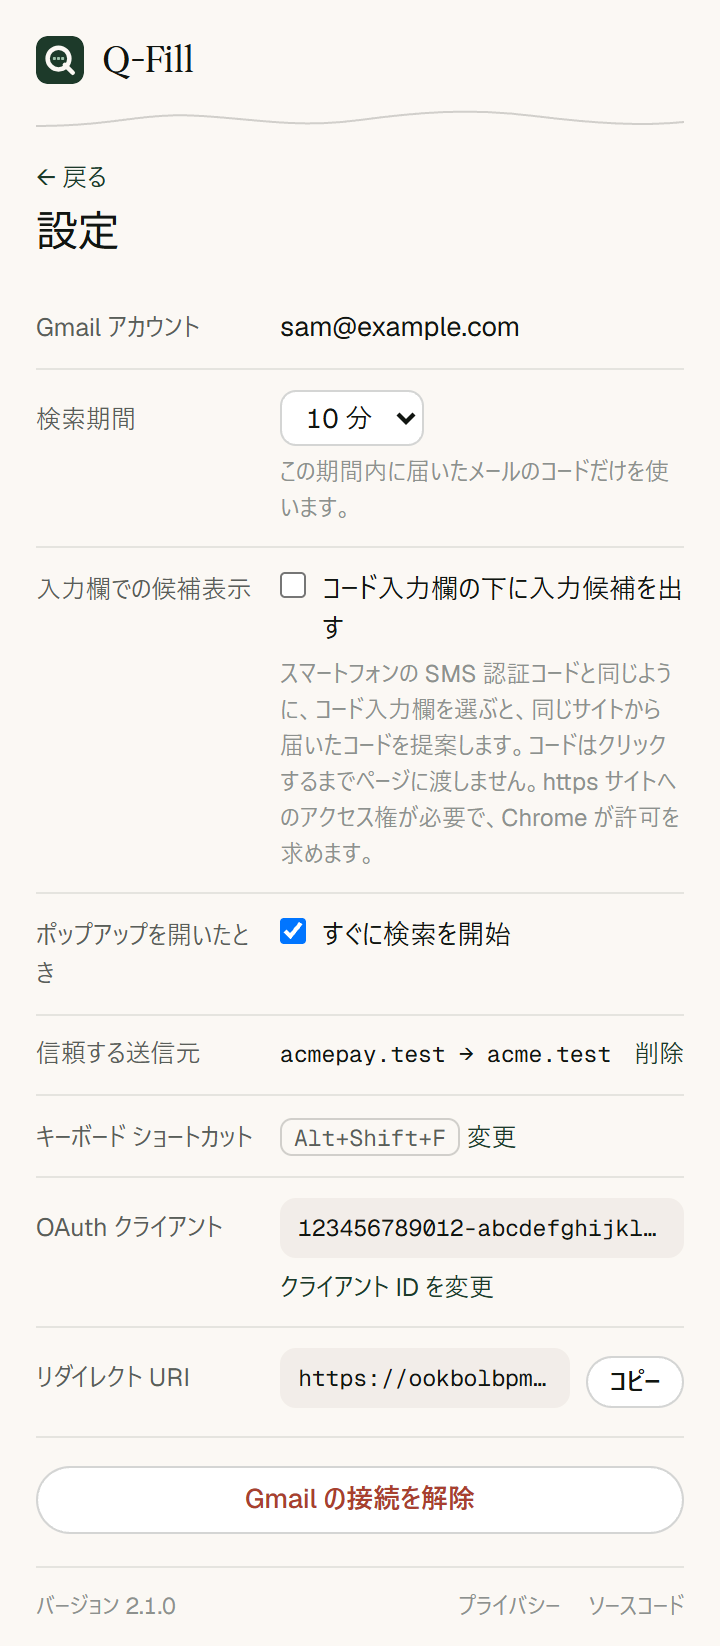 Q-Fill
← 戻る
設定
Gmail アカウント
sam@example.com
検索期間
10 分
この期間内に届いたメールのコードだけを使
います。
入力欄での候補表示
コード入力欄の下に入力候補を出
す
スマートフォンの SMS 認証コードと同じよう
に、コード入力欄を選ぶと、同じサイトから
届いたコードを提案します。コードはクリック
するまでページに渡しません。https サイトへ
のアクセス権が必要で、Chrome が許可を
求めます。
ポップアップを開いたと
き
すぐに検索を開始
信頼する送信元
acmepay.test → acme.test 削除
キーボード ショートカット
Alt+Shift+F 変更
OAuth クライアント
123456789012-abcdefghijkl…
クライアント ID を変更
リダイレクト URI
https://ookbolbpm… コピー
Gmail の接続を解除
バージョン 2.1.0
プライバシー ソースコード